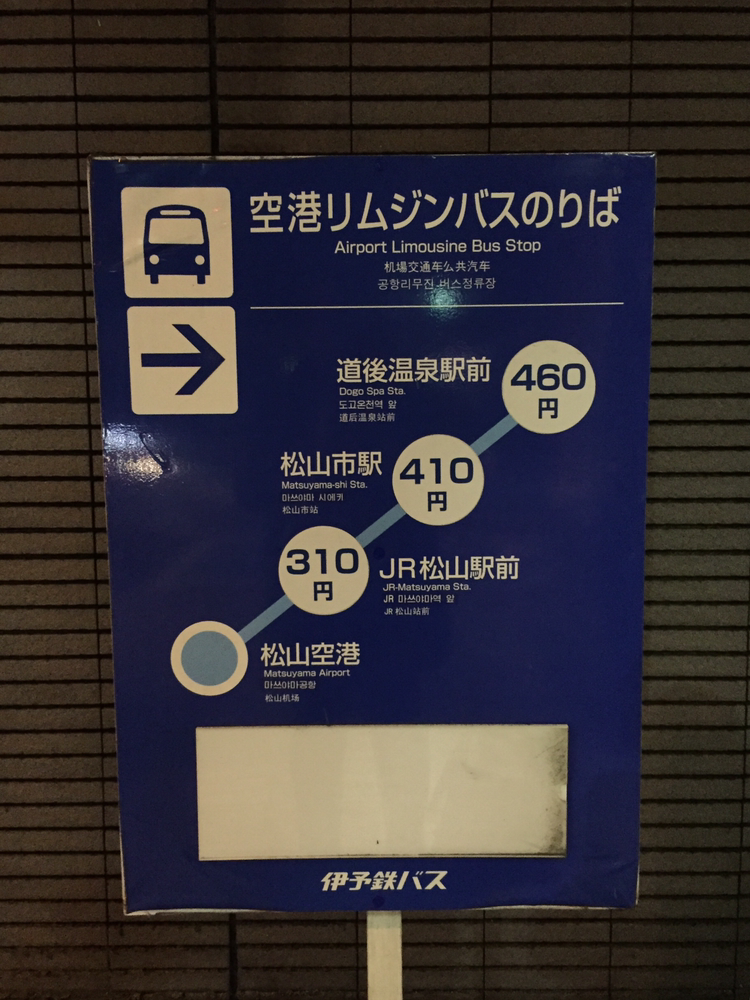 空港リムジンバスのりば
Airport Limousine Bus Stop
机場交通车么共汽车
공항리무진 버스정류장
道後温泉駅前
Dogo Spa Sta.
도고온천역 앞
道后温泉站前
460
円
松山市駅
Matsuyama-shi Sta.
마쓰야마 시에키
松山市站
410
円
310
円
JR松山駅前
JR-Matsuyama Sta.
JR 마쓰야마역 앞
JR 松山站前
松山空港
Matsuyama Airport
마쓰야마공항
松山机场
伊予鉄バス